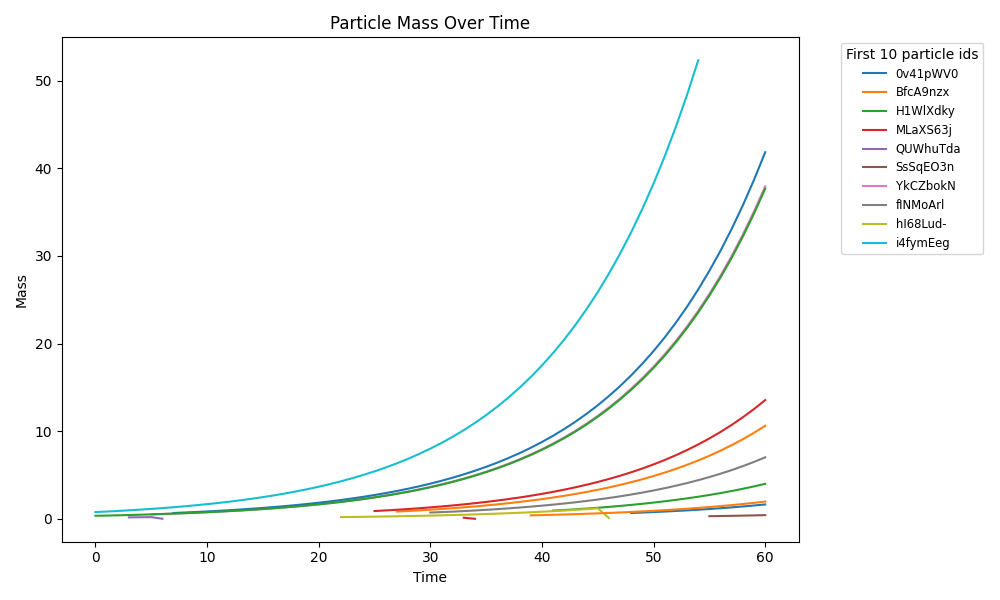 Particle Mass Over Time
Mass
50
40
30
20
10
0
0 10 20 30 40 50 60
Time
First 10 particle ids
0v41pWV0
BfcA9nzx
H1WlXdky
MLaXS63j
QUWhuTda
SsSqEO3n
YkCZbokN
fINMoArl
hI68Lud-
i4fymEeg